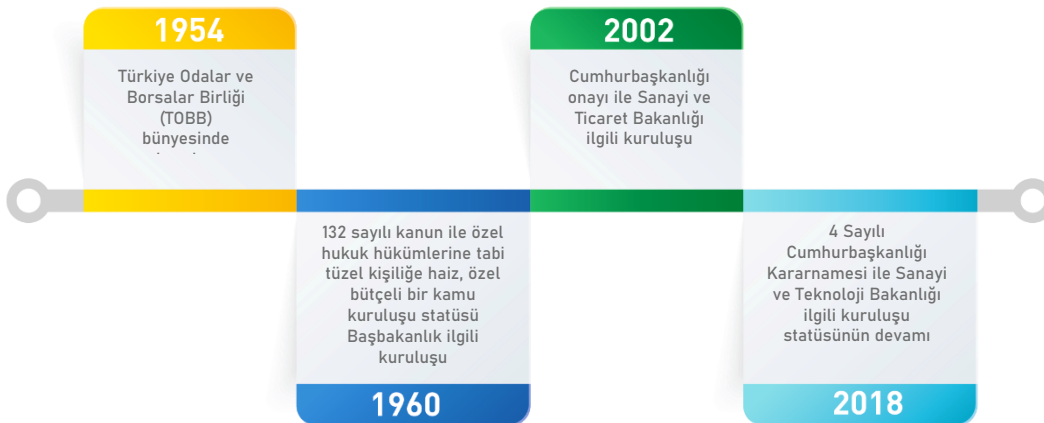 1954
Türkiye Odalar ve
Borsalar Birliği
(TOBB)
bünyesinde
132 sayılı kanun ile özel
hukuk hükümlerine tabi
tüzel kişiliğe haiz, özel
bütçeli bir kamu
kuruluşu statüsü
Başbakanlık ilgili
kuruluşu
1960
2002
Cumhurbaşkanlığı
onayı ile Sanayi ve
Ticaret Bakanlığı
ilgili kuruluşu
4 Sayılı
Cumhurbaşkanlığı
Kararnamesi ile Sanayi
ve Teknoloji Bakanlığı
ilgili kuruluşu
statüsünün devamı
2018